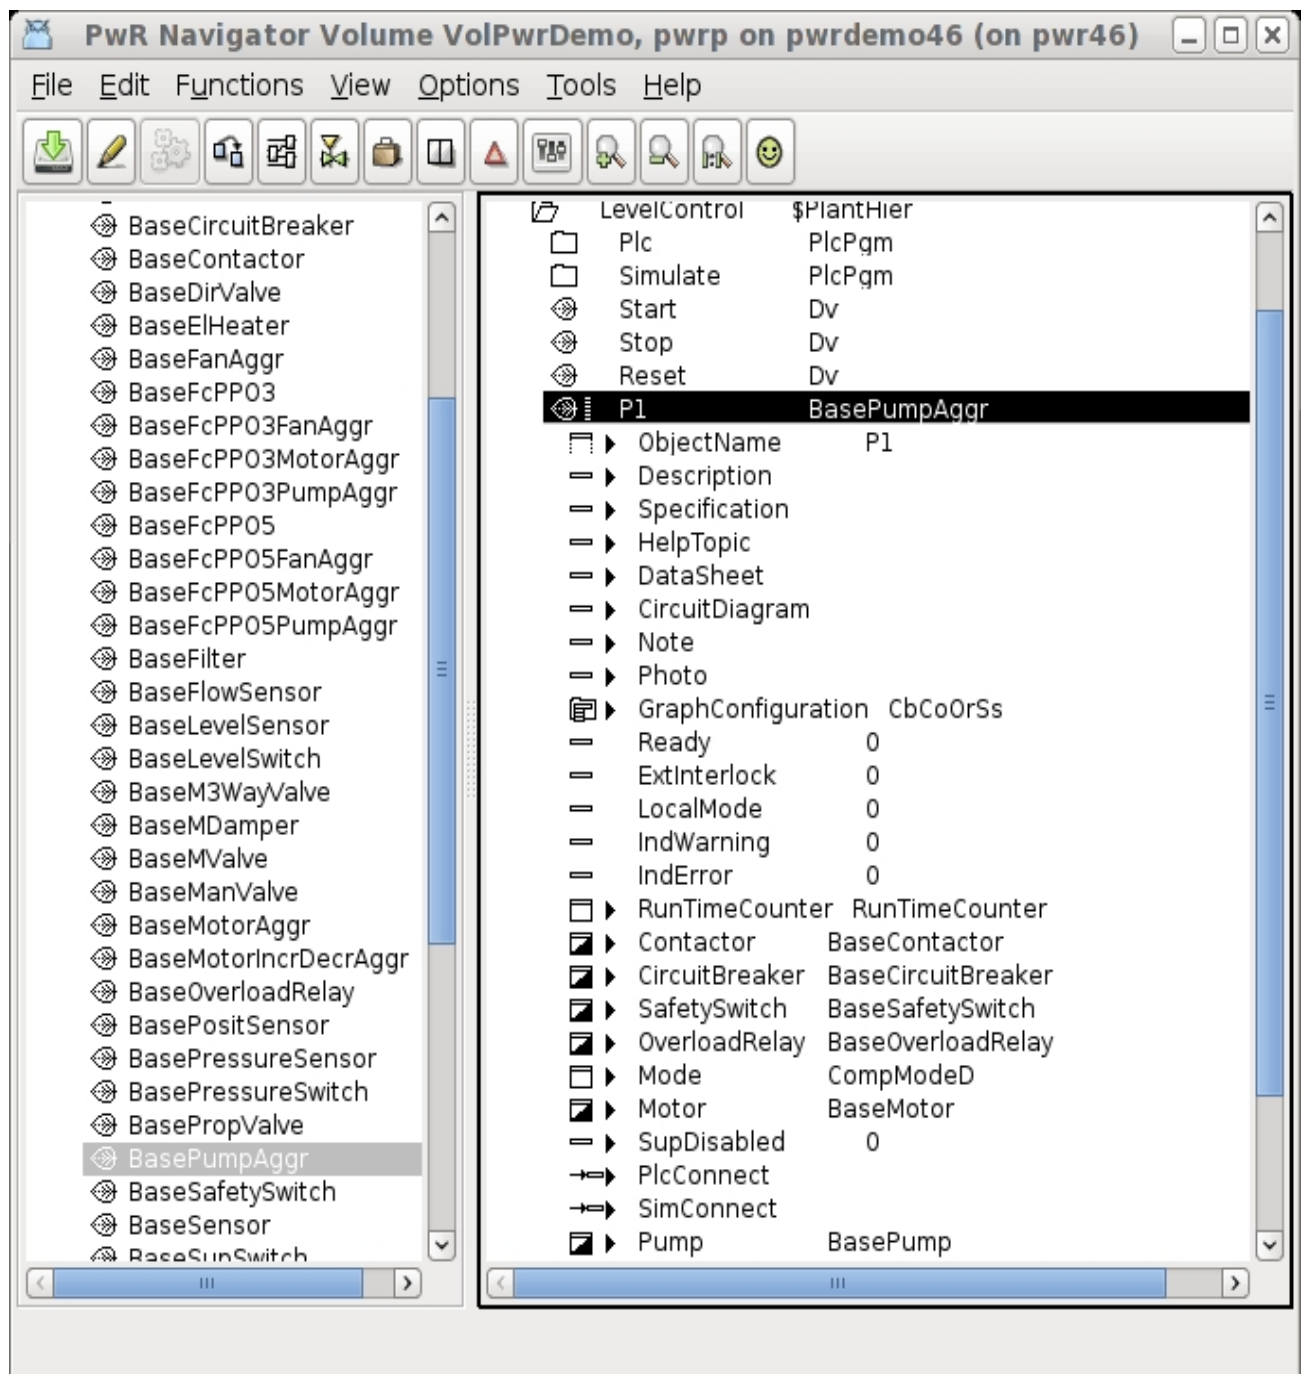 PwR Navigator Volume VolPwrDemo, pwrp on pwrdemo46 (on pwr46)
File Edit Functions View Options Tools Help
BaseCircuitBreaker
BaseContactor
BaseDirValve
BaseElHeater
BaseFanAggr
BaseFcPPO3
BaseFcPPO3FanAggr
BaseFcPPO3MotorAggr
BaseFcPPO3PumpAggr
BaseFcPPO5
BaseFcPPO5FanAggr
BaseFcPPO5MotorAggr
BaseFcPPO5PumpAggr
BaseFilter
BaseFlowSensor
BaseLevelSensor
BaseLevelSwitch
BaseM3WayValve
BaseMDamper
BaseMValve
BaseManValve
BaseMotorAggr
BaseMotorIncrDecrAggr
BaseOverloadRelay
BasePositSensor
BasePressureSensor
BasePressureSwitch
BasePropValve
BasePumpAggr
BaseSafetySwitch
BaseSensor
BaseSupSwitch
LevelControl $PlantHier
Plc PlcPgm
Simulate PlcPgm
Start Dv
Stop Dv
Reset Dv
P1 BasePumpAggr
ObjectName P1
Description
Specification
HelpTopic
DataSheet
CircuitDiagram
Note
Photo
GraphConfiguration CbCoOrSs
Ready 0
ExtInterlock 0
LocalMode 0
IndWarning 0
IndError 0
RunTimeCounter RunTimeCounter
Contactor BaseContactor
CircuitBreaker BaseCircuitBreaker
SafetySwitch BaseSafetySwitch
OverloadRelay BaseOverloadRelay
Mode CompModeD
Motor BaseMotor
SupDisabled 0
PlcConnect
SimConnect
Pump BasePump